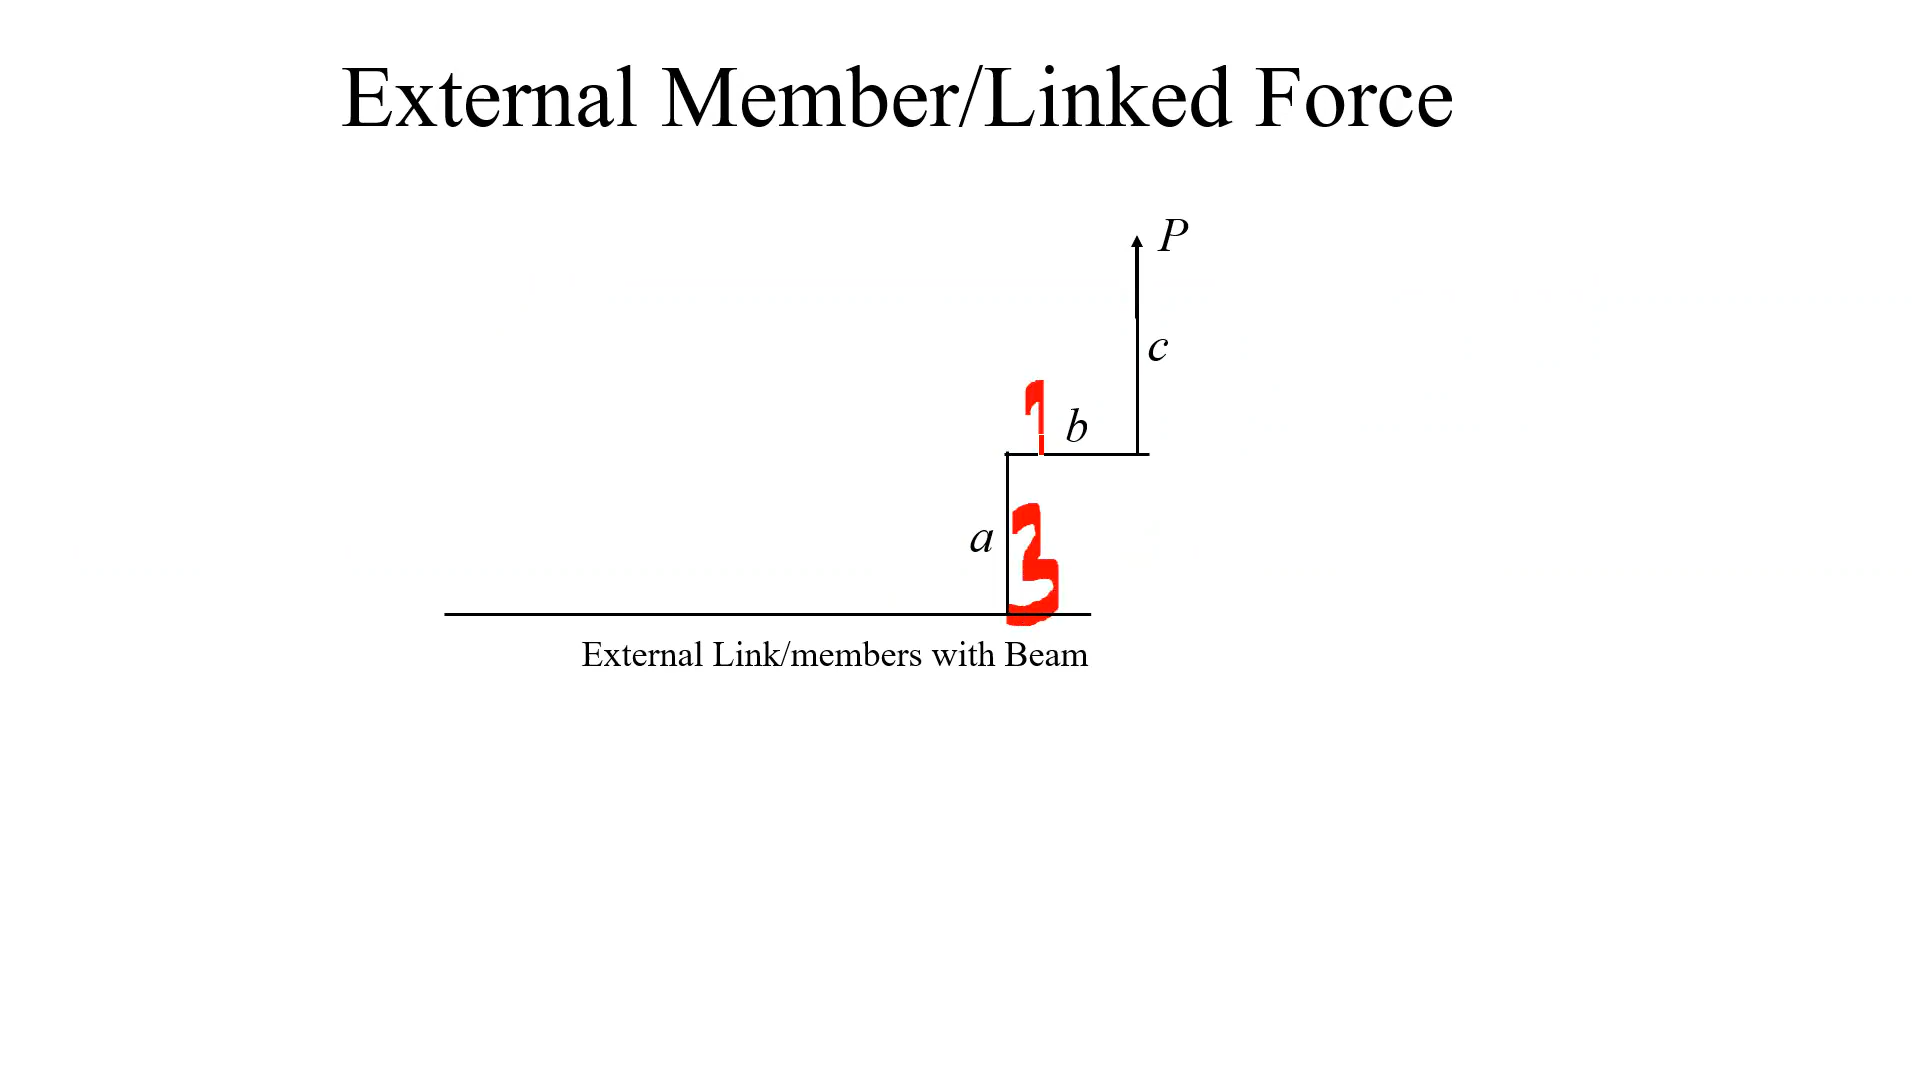 External Member/Linked Force
P
c
1
b
a
3
External Link/members with Beam